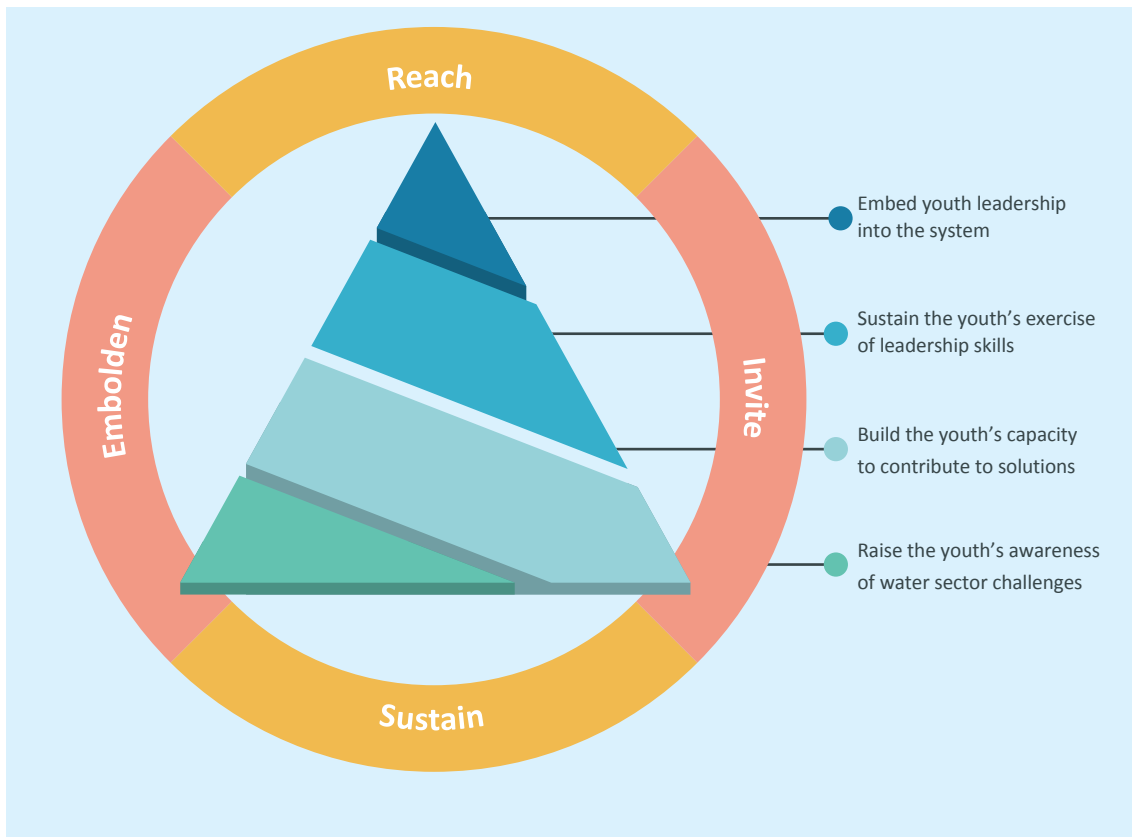 Reach
Embed youth leadership
into the system
Sustain the youth’s exercise
of leadership skills
Embolden
Invite
Build the youth’s capacity
to contribute to solutions
Raise the youth’s awareness
of water sector challenges
Sustain